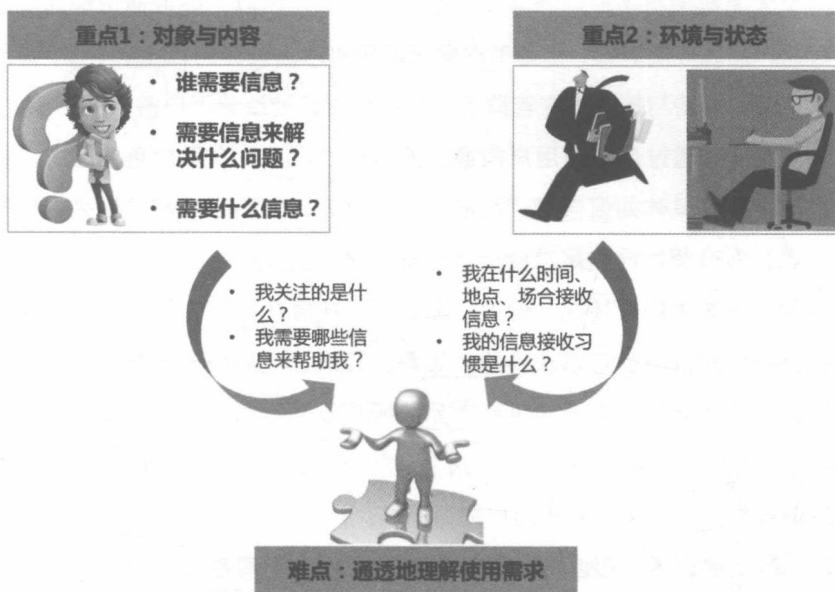 重点1：对象与内容
• 谁需要信息？
• 需要信息来解
决什么问题？
• 需要什么信息？
重点2：环境与状态
• 我关注的是什
么？
• 我需要哪些信
息来帮助我？
• 我在什么时间、
地点、场合接收
信息？
• 我的信息接收习
惯是什么？
难点：通透地理解使用需求